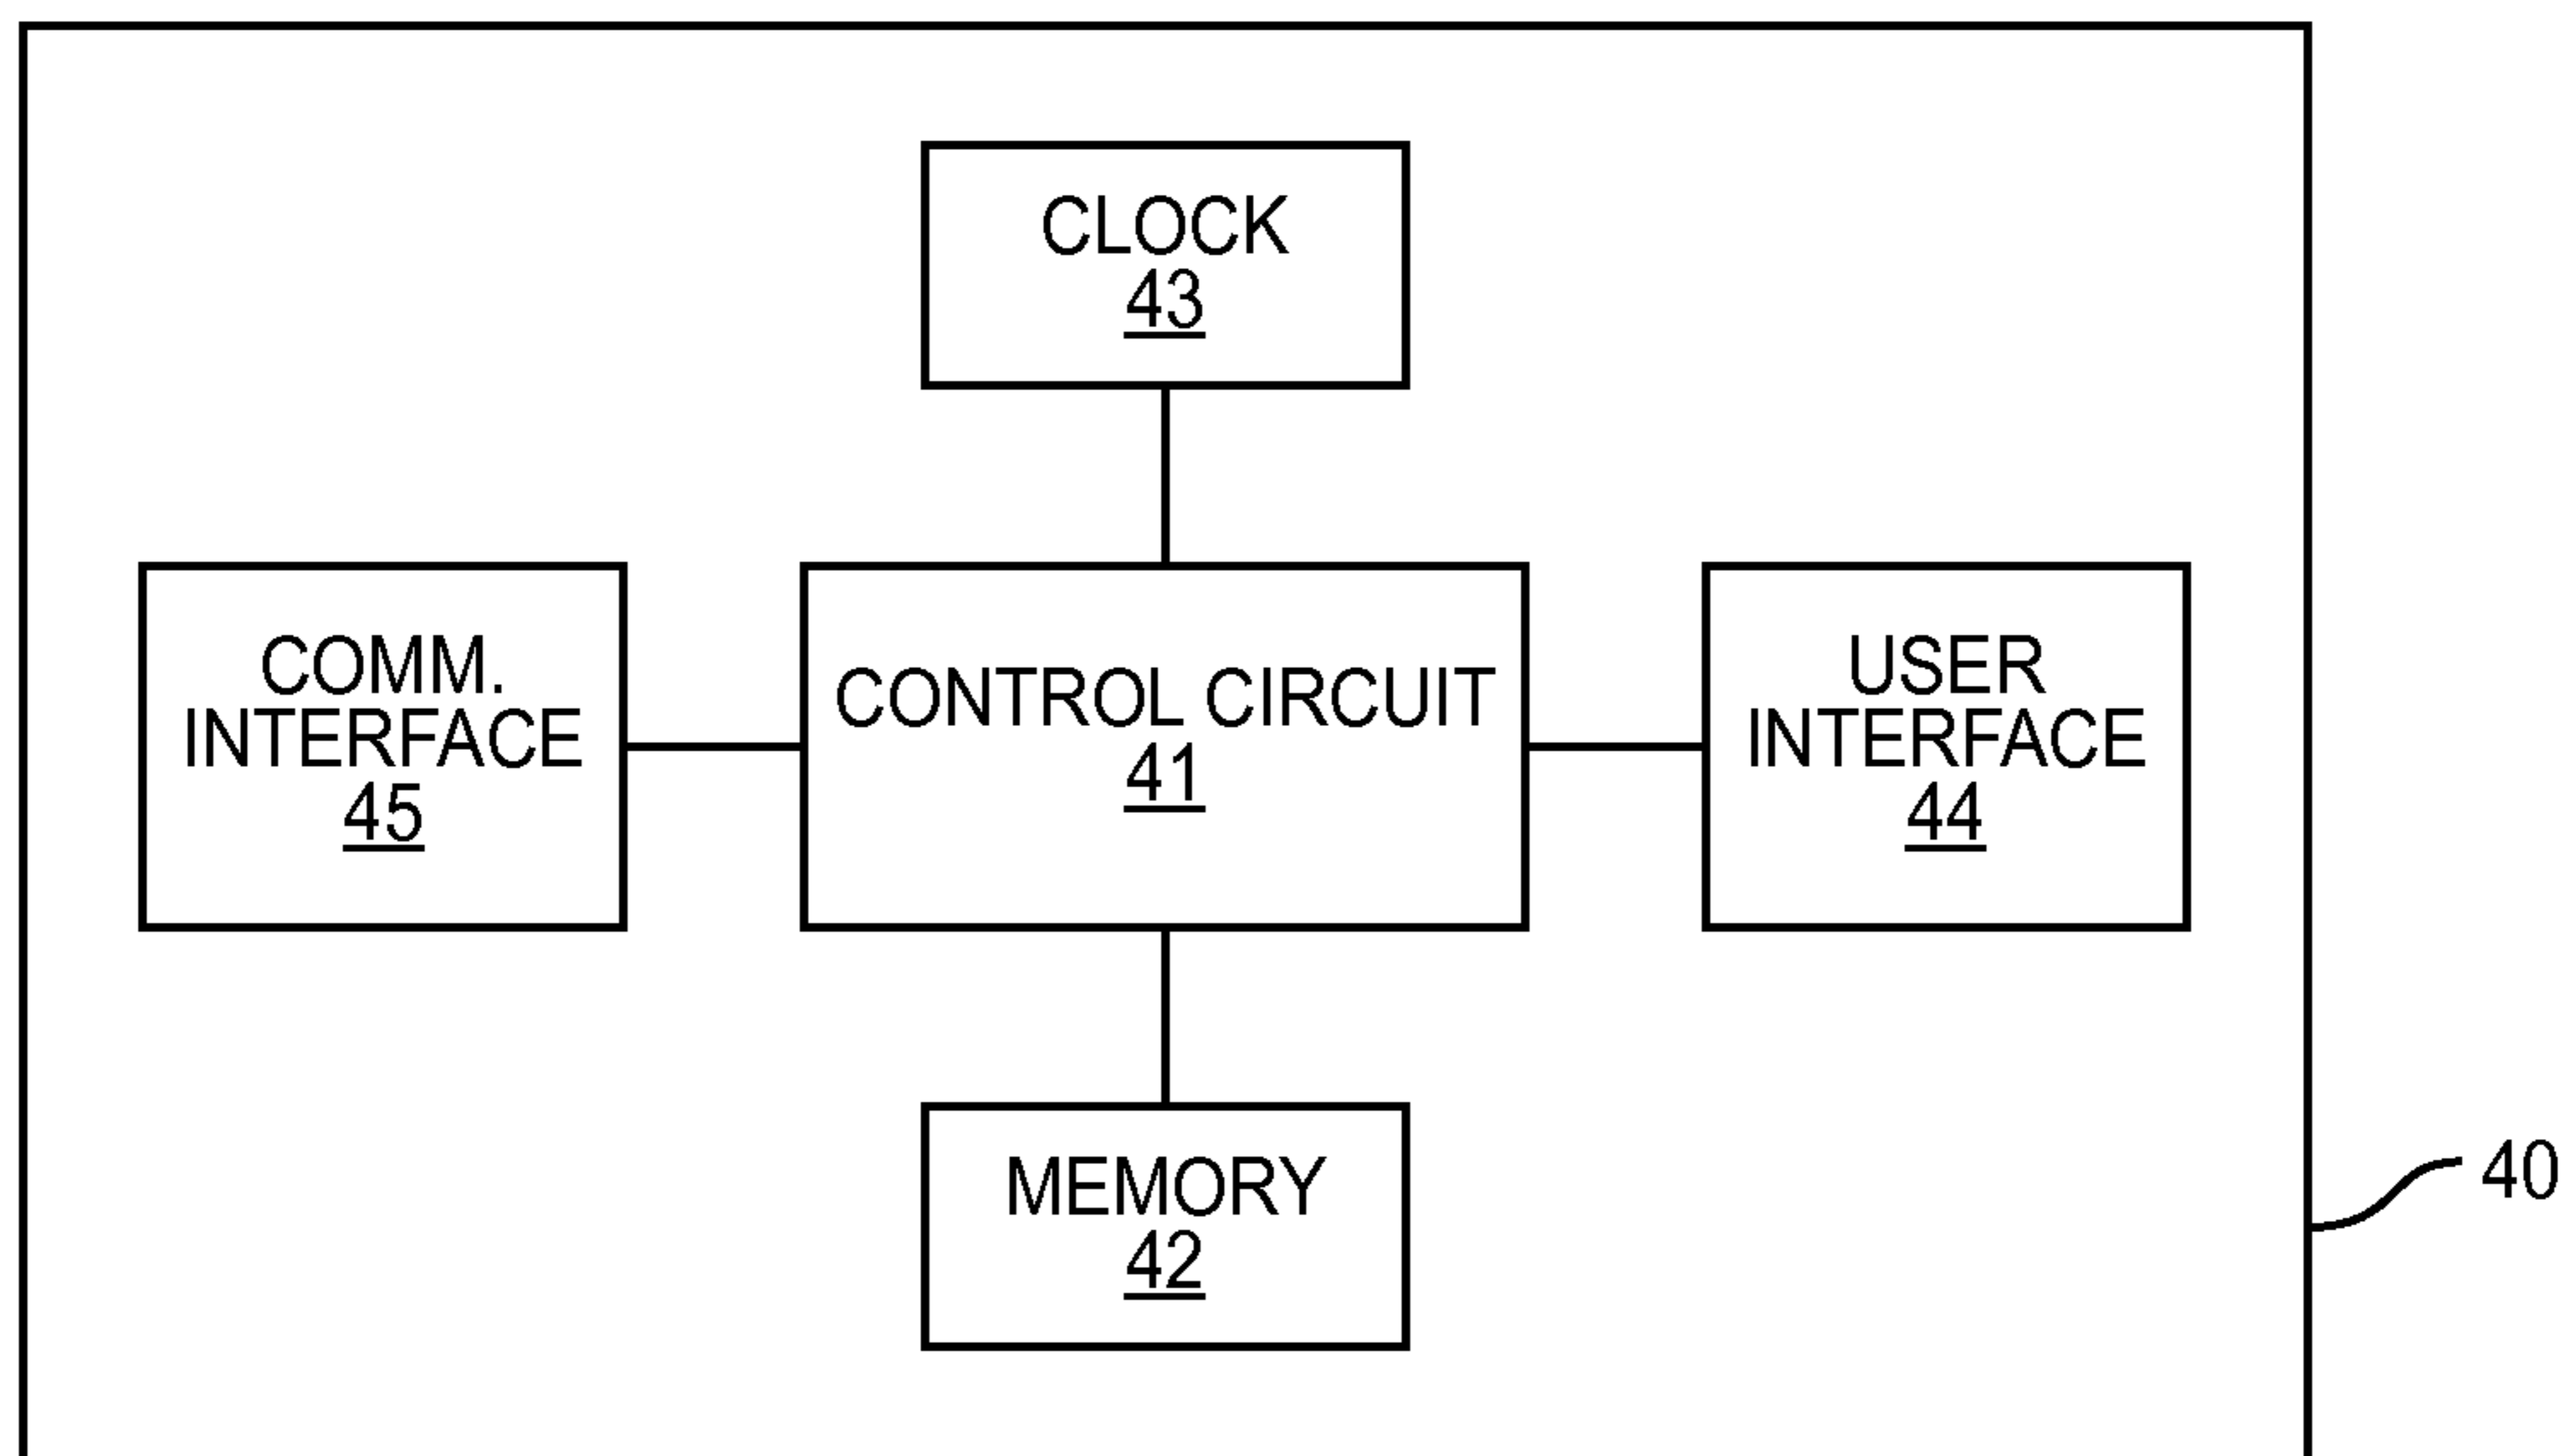 CLOCK
43
COMM.
INTERFACE
45
CONTROL CIRCUIT
41
USER
INTERFACE
44
MEMORY
42
40